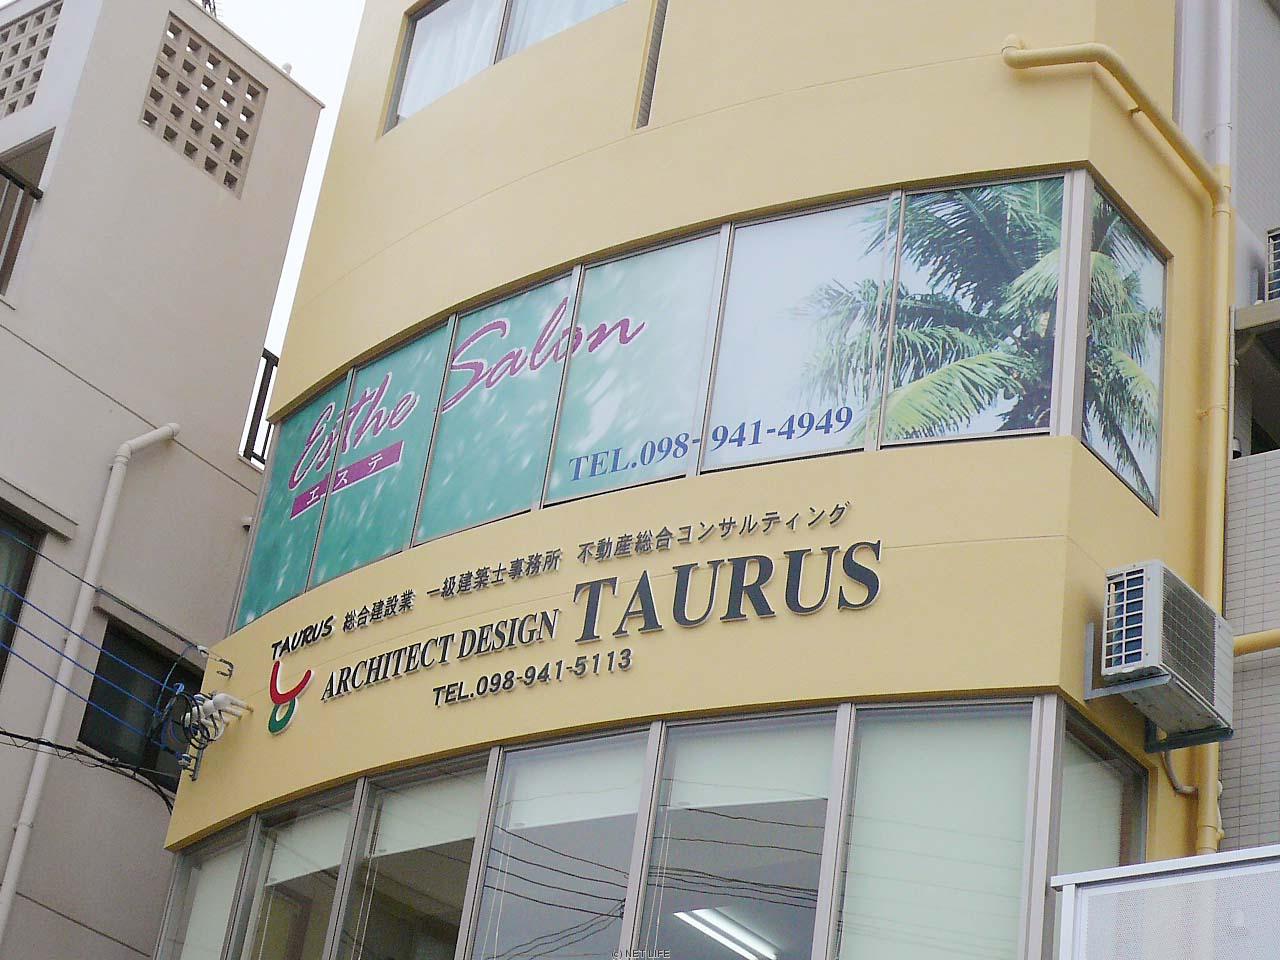 Esthe Salon
エステ
TEL.098-941-4949
TAURUS 総合建設業 一級建築士事務所 不動産総合コンサルティング
ARCHITECT DESIGN TAURUS
TEL.098-941-5113
(c) NET LIFE